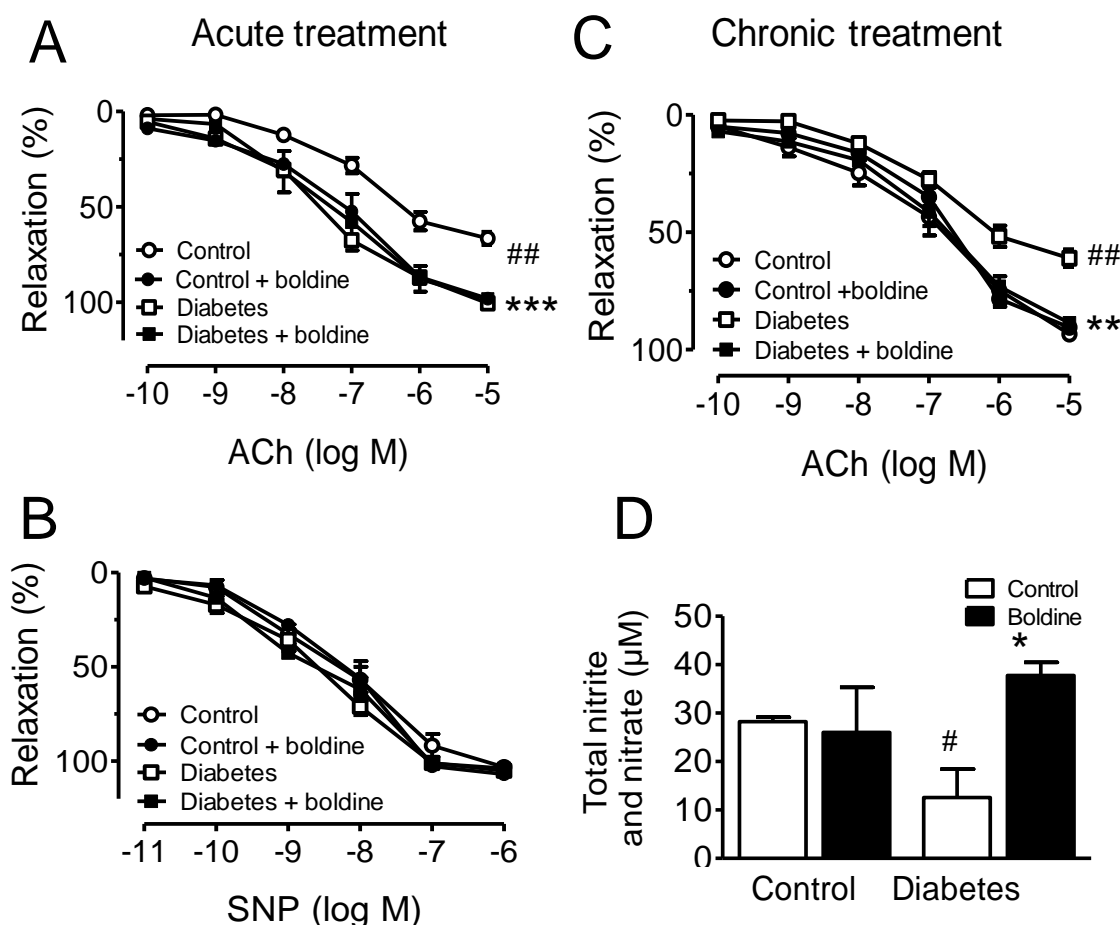 A
Acute treatment
Relaxation (%)
0
50
100
Control
Control + boldine
Diabetes
Diabetes + boldine
##
***
-10 -9 -8 -7 -6 -5
ACh (log M)
C
Chronic treatment
Relaxation (%)
0
50
100
Control
Control +boldine
Diabetes
Diabetes + boldine
##
**
-10 -9 -8 -7 -6 -5
ACh (log M)
B
Relaxation (%)
0
50
100
Control
Control + boldine
Diabetes
Diabetes + boldine
-11 -10 -9 -8 -7 -6
SNP (log M)
D
Total nitrite
and nitrate (µM)
50
40
30
20
10
0
Control
Boldine
#
*
Control Diabetes